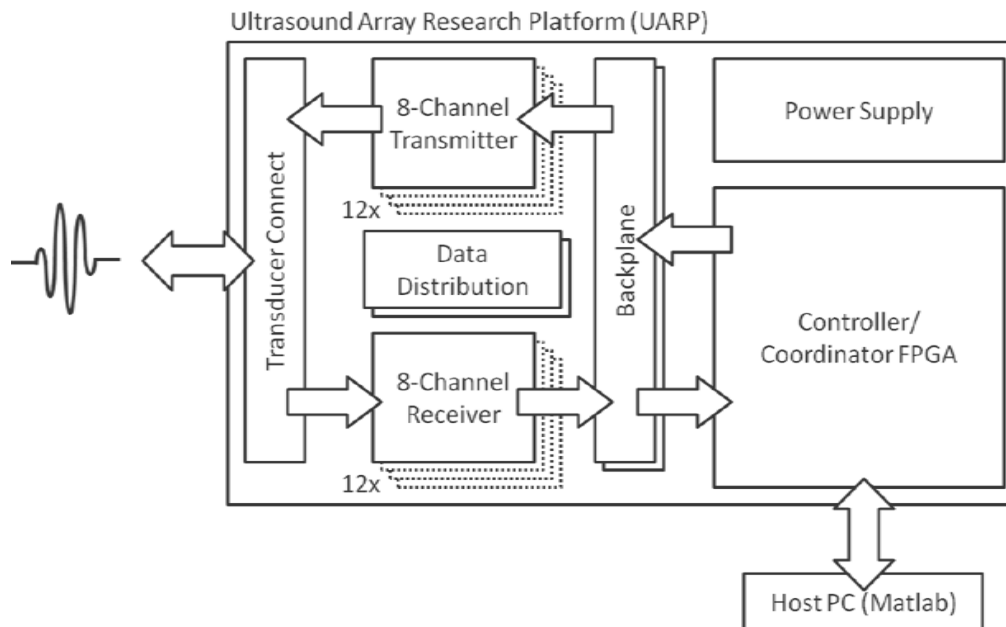 Ultrasound Array Research Platform (UARP)
Transducer Connect
8-Channel
Transmitter
12x
Data
Distribution
8-Channel
Receiver
12x
Backplane
Power Supply
Controller/
Coordinator FPGA
Host PC (Matlab)